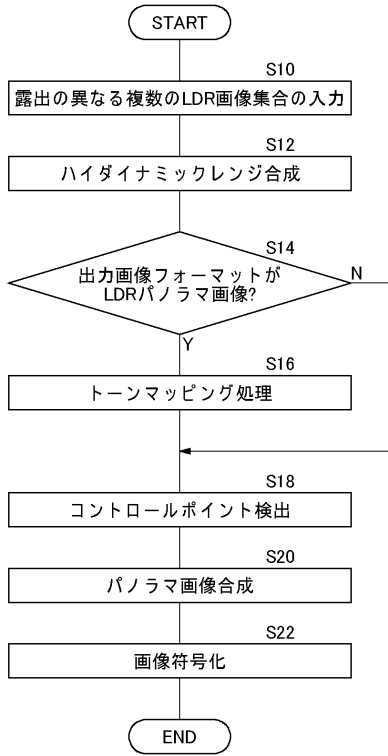 START
S10
露出の異なる複数のLDR画像集合の入力
S12
ハイダイナミックレンジ合成
S14
出力画像フォーマットが
LDRパノラマ画像?
N
Y
S16
トーンマッピング処理
S18
コントロールポイント検出
S20
パノラマ画像合成
S22
画像符号化
END